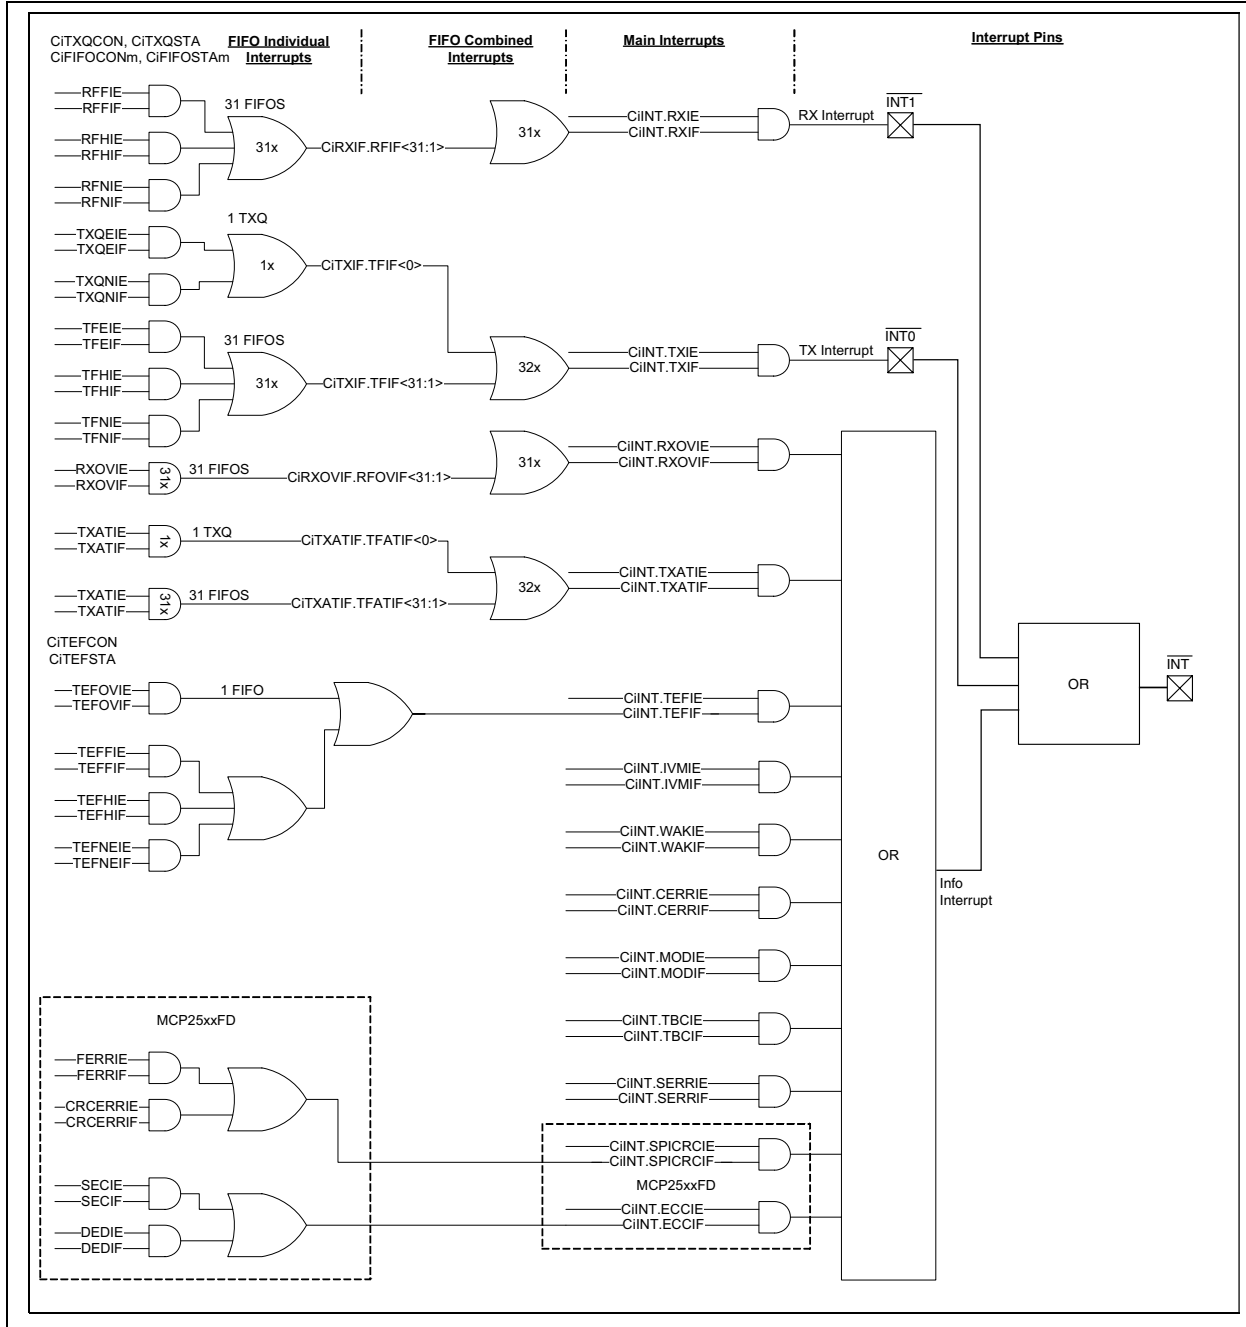 CiTXQCON, CiTXQSTA
CiFIFOCONm, CiFIFOSTAm
FIFO Individual
Interrupts
FIFO Combined
Interrupts
Main Interrupts
Interrupt Pins
RFFIE
RFFIF
31 FIFOS
RFHIE
RFHIF
31x
CiRXIF.RFIF<31:1>
31x
CiINT.RXIE
CiINT.RXIF
RX Interrupt
INT1
RFNIE
RFNIF
1 TXQ
TXQEIE
TXQEIF
1x
CiTXIF.TFIF<0>
TXQNIE
TXQNIF
TFEIE
TFEIF
31 FIFOS
TFHIE
TFHIF
31x
CiTXIF.TFIF<31:1>
32x
CiINT.TXIE
CiINT.TXIF
TX Interrupt
INT0
TFNIE
TFNIF
RXOVIE
RXOVIF
31x
31 FIFOS
CiRXOVIF.RFOVIF<31:1>
31x
CiINT.RXOVIE
CiINT.RXOVIF
TXATIE
TXATIF
1x
1 TXQ
CiTXATIF.TFATIF<0>
TXATIE
TXATIF
31x
31 FIFOS
CiTXATIF.TFATIF<31:1>
32x
CiINT.TXATIE
CiINT.TXATIF
CiTEFCON
CiTEFSTA
TEFOVIE
TEFOVIF
1 FIFO
CiINT.TEFIE
CiINT.TEFIF
TEFFIE
TEFFIF
TEFHIE
TEFHIF
TEFNEIE
TEFNEIF
CiINT.IVMIE
CiINT.IVMIF
CiINT.WAKIE
CiINT.WAKIF
CiINT.CERRIE
CiINT.CERRIF
CiINT.MODIE
CiINT.MODIF
CiINT.TBCIE
CiINT.TBCIF
CiINT.SERRIE
CiINT.SERRIF
OR
Info
Interrupt
OR
INT
MCP25xxFD
FERRIE
FERRIF
CRCERRIE
CRCERRIF
SECIE
SECIF
DEDIE
DEDIF
CiINT.SPICRCIE
CiINT.SPICRCIF
MCP25xxFD
CiINT.ECCIE
CiINT.ECCIF